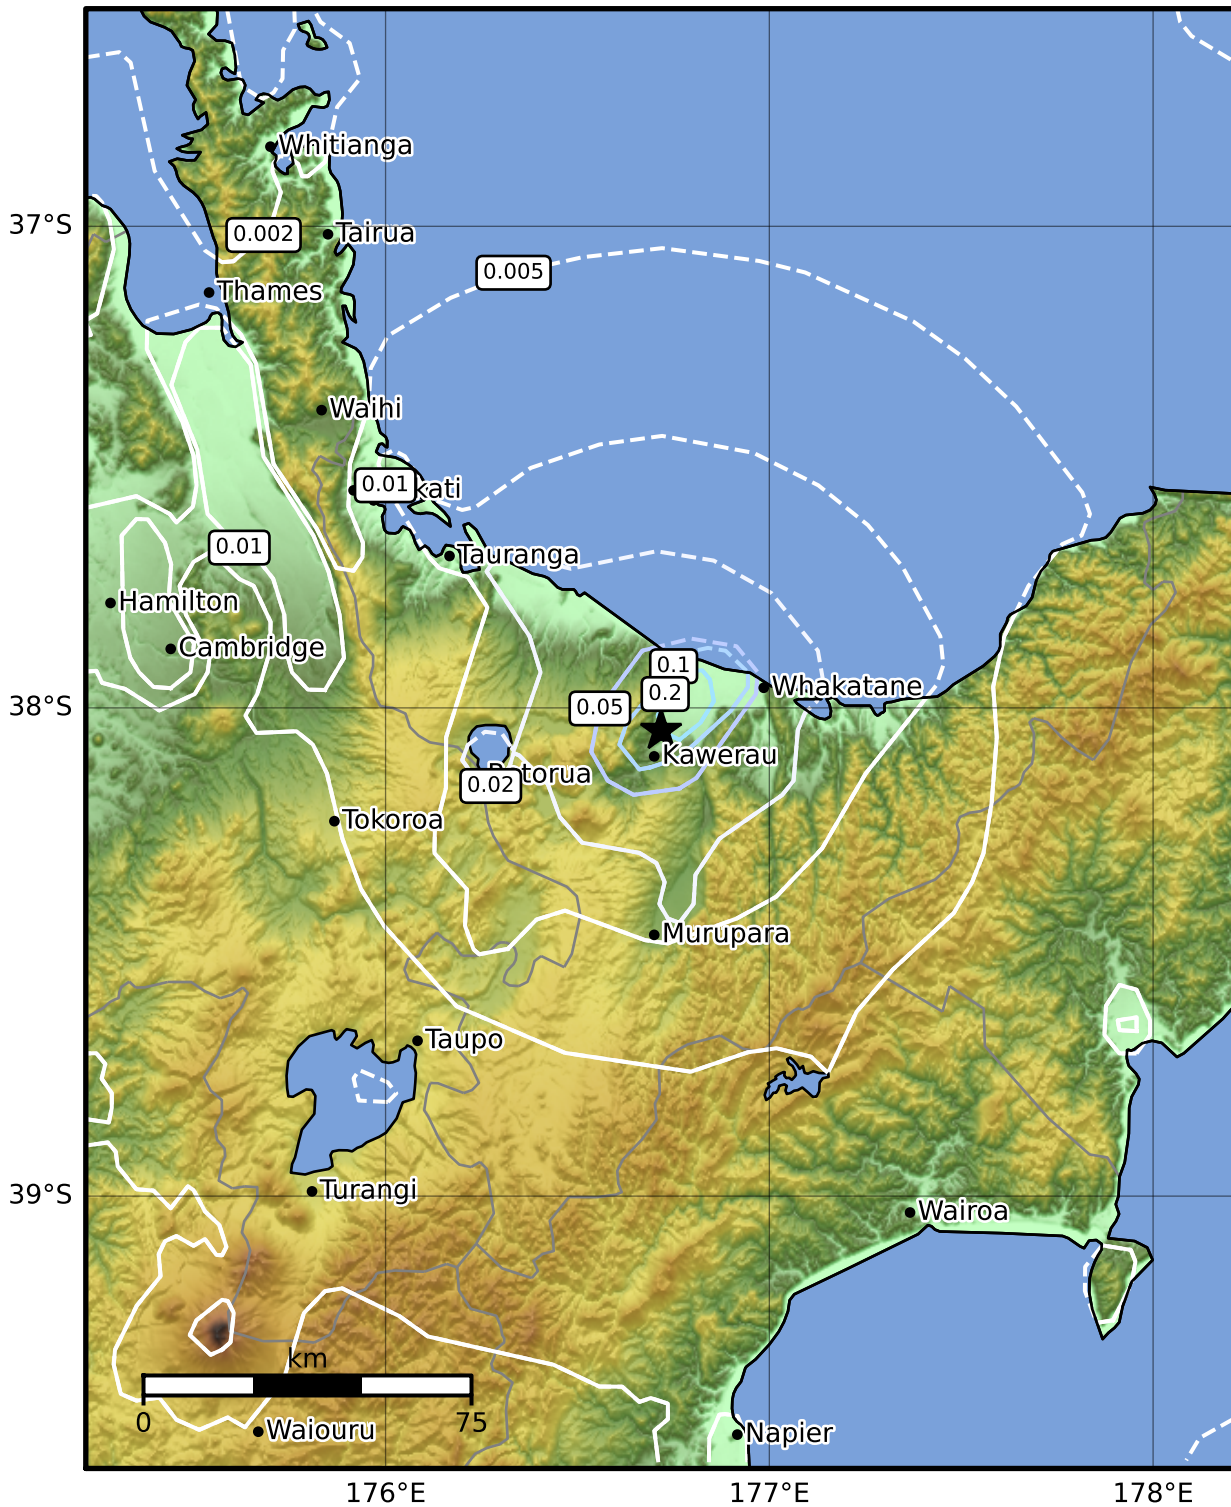 Whitianga
37°S
0.002
Tairua
0.005
Thames
Waihi
0.01
kati
0.01
Tauranga
Hamilton
Cambridge
0.1
0.2
Whakatane
38°S
0.05
Kawerau
Rotorua
0.02
Tokoroa
Murupara
Taupo
39°S
Turangi
Wairoa
km
0
75
Waiouru
Napier
176°E
177°E
178°E